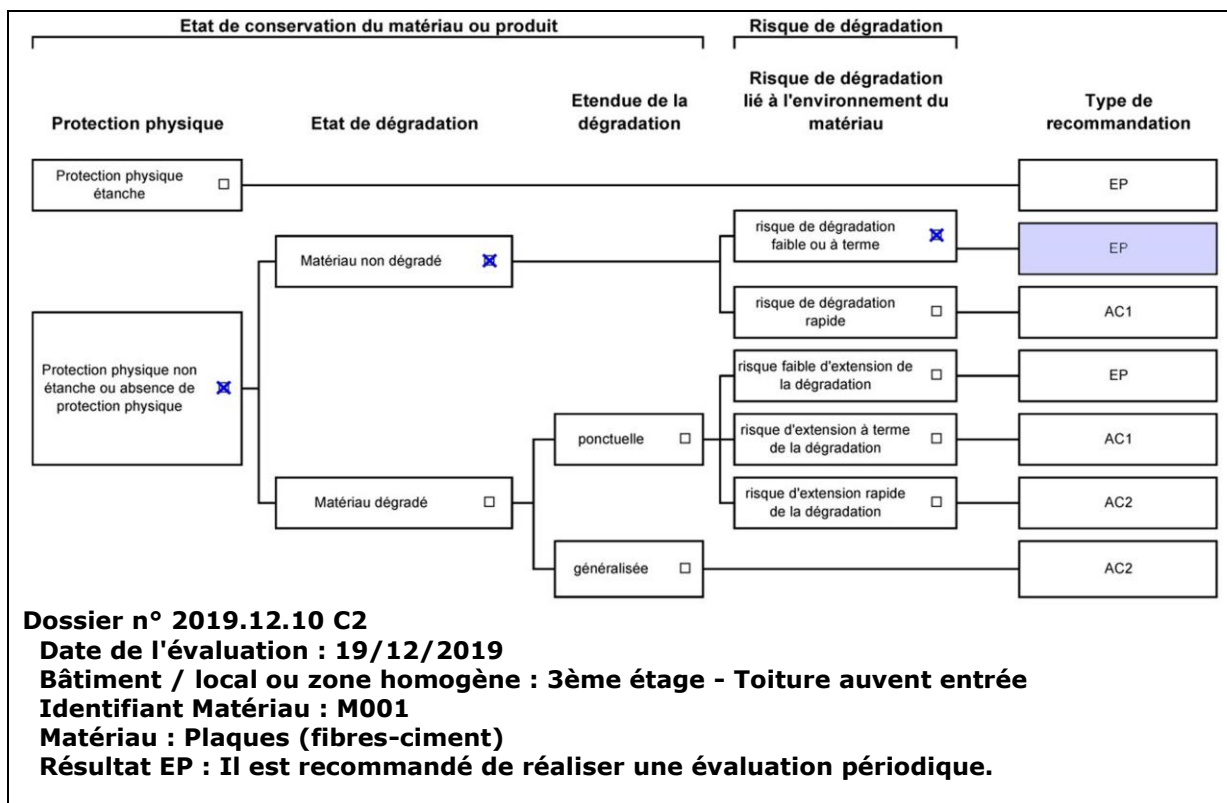 Etat de conservation du matériau ou produit
Risque de dégradation
Protection physique
Etat de dégradation
Etendue de la
dégradation
Risque de dégradation
lié à l'environnement du
matériau
Type de
recommandation
Protection physique
étanche
EP
risque de dégradation
faible ou à terme
EP
Matériau non dégradé
risque de dégradation
rapide
AC1
Protection physique non
étanche ou absence de
protection physique
risque faible d'extension de
la dégradation
EP
ponctuelle
risque d'extension à terme
de la dégradation
AC1
Matériau dégradé
risque d'extension rapide
de la dégradation
AC2
généralisée
AC2
Dossier n° 2019.12.10 C2
Date de l'évaluation : 19/12/2019
Bâtiment / local ou zone homogène : 3ème étage - Toiture auvent entrée
Identifiant Matériau : M001
Matériau : Plaques (fibres-ciment)
Résultat EP : Il est recommandé de réaliser une évaluation périodique.